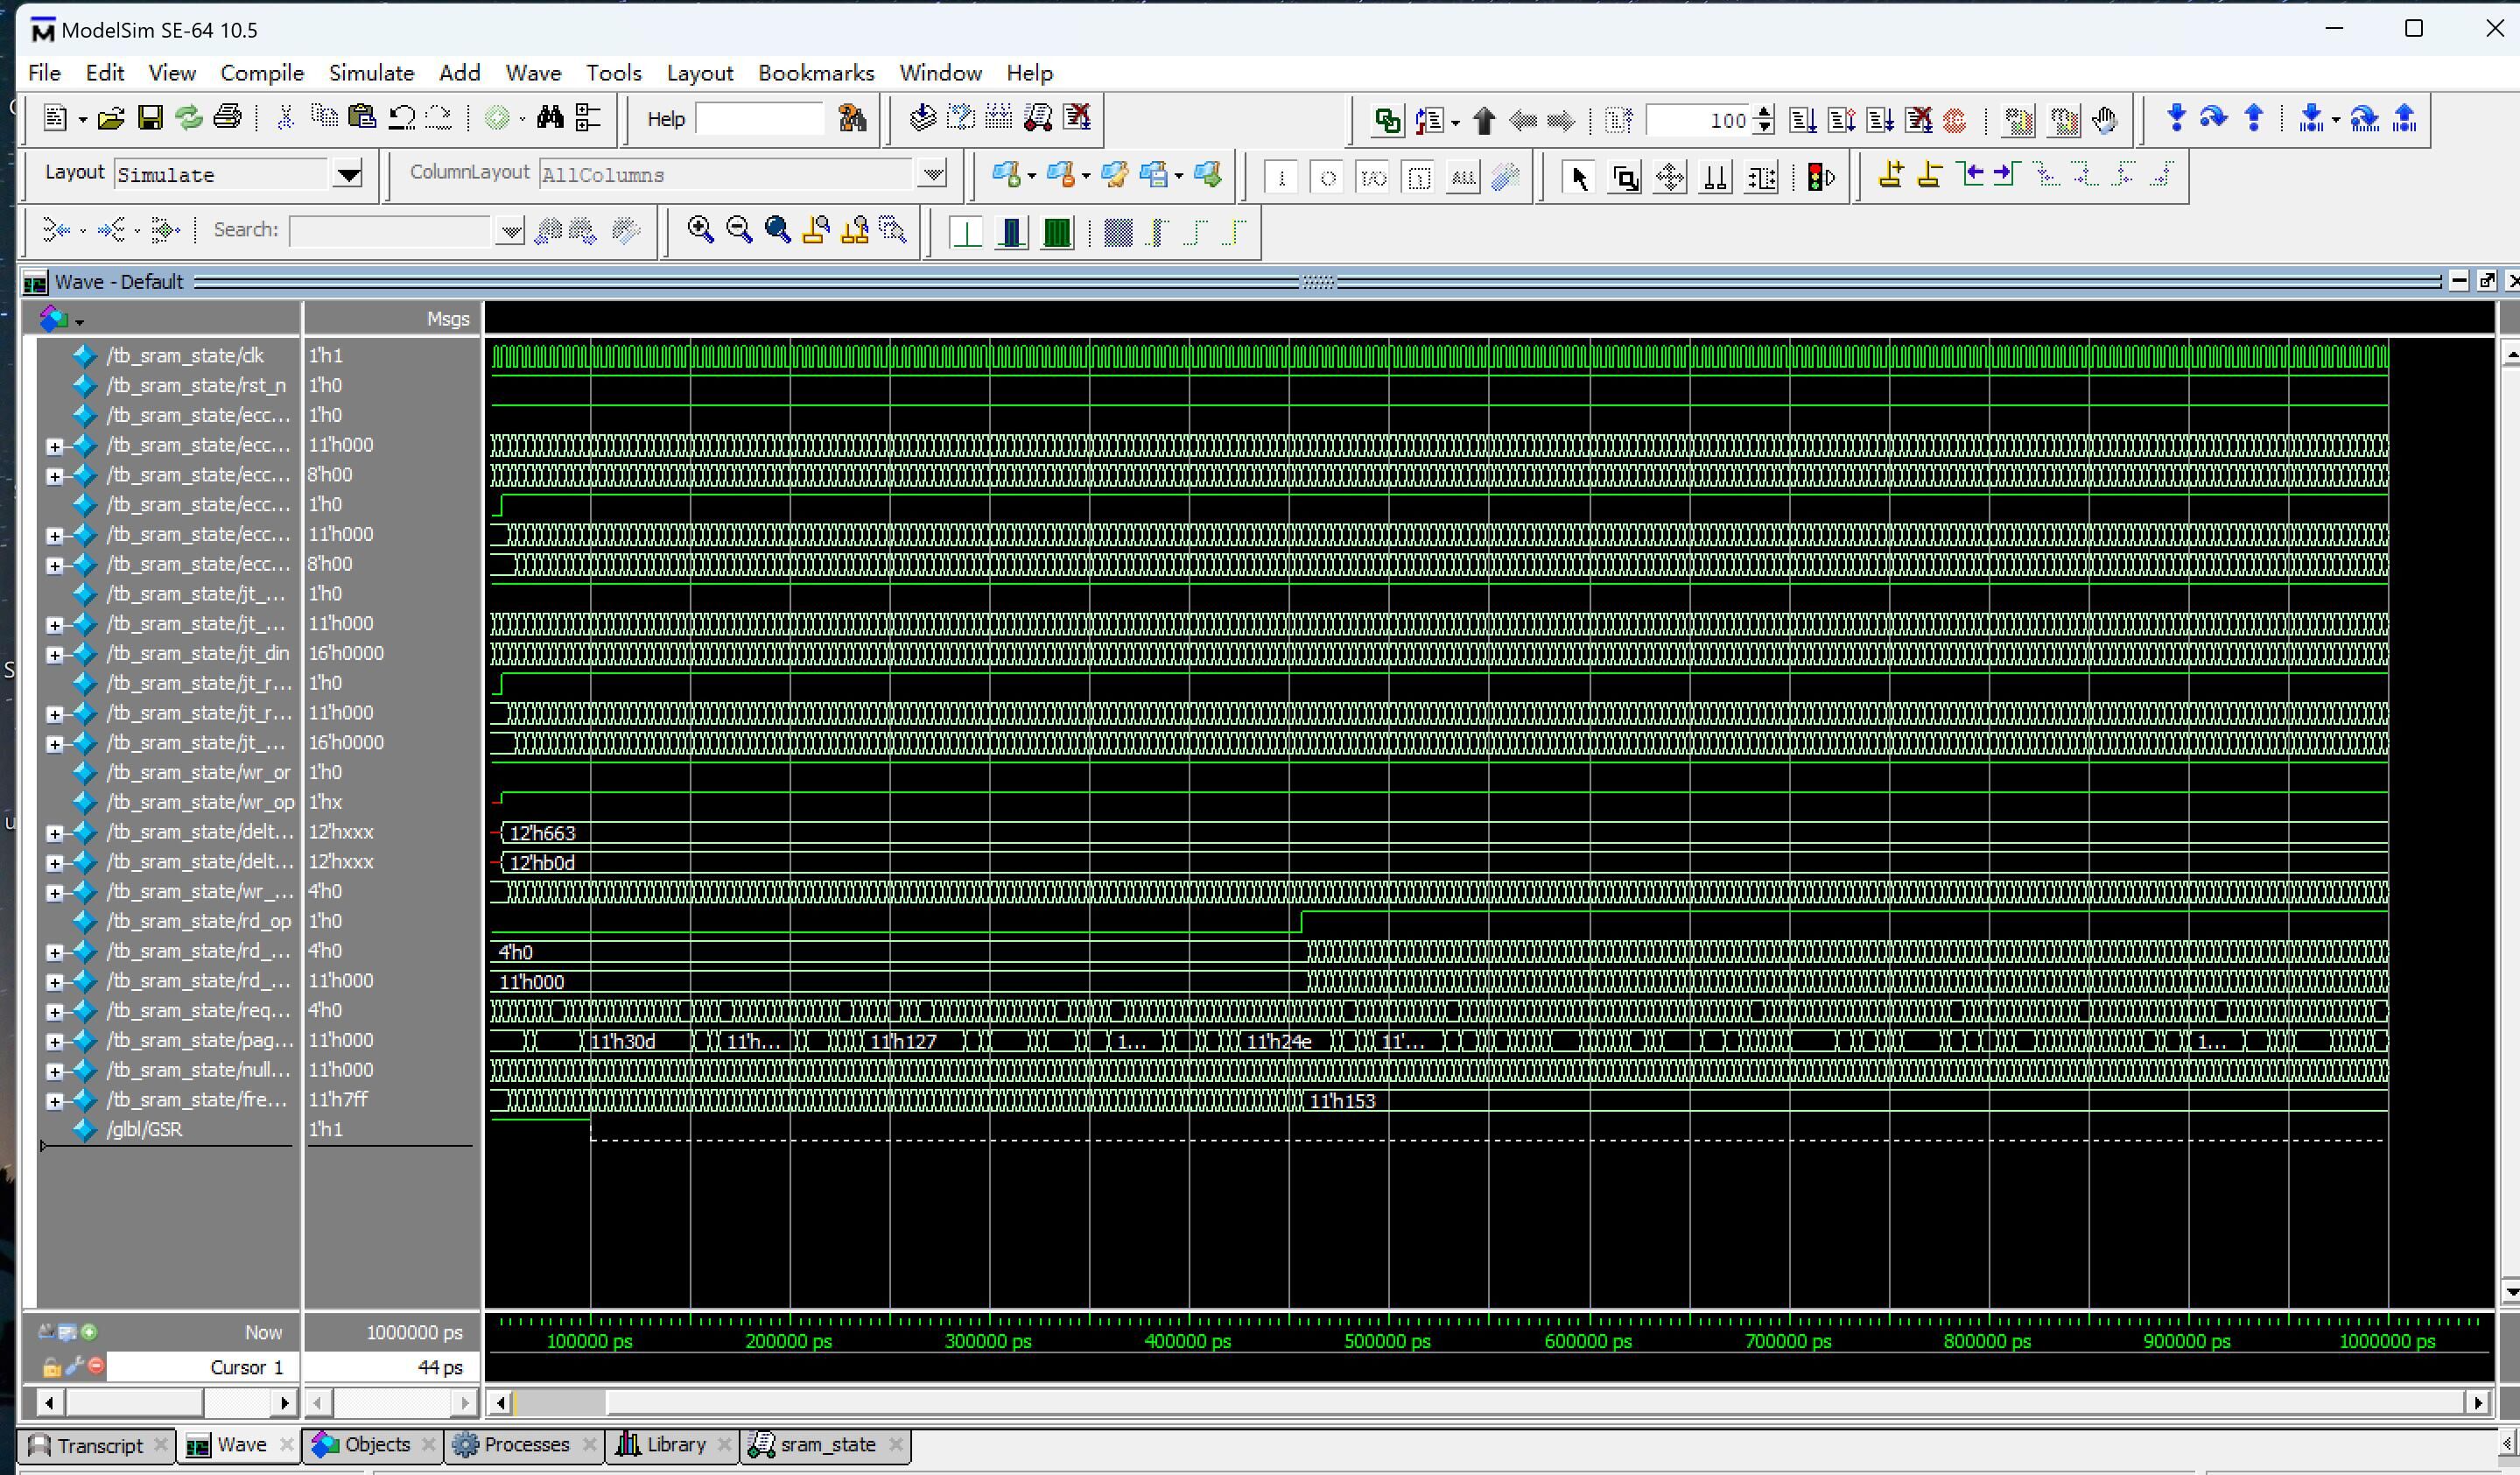 ModelSim SE-64 10.5
File Edit View Compile Simulate Add Wave Tools Layout Bookmarks Window Help
Help 100
Layout Simulate ColumnLayout AllColumns I O I/O ALL
Search:
Wave - Default
Msgs
/tb_sram_state/clk 1'h1
/tb_sram_state/rst_n 1'h0
/tb_sram_state/ecc... 1'h0
/tb_sram_state/ecc... 11'h000
/tb_sram_state/ecc... 8'h00
/tb_sram_state/ecc... 1'h0
/tb_sram_state/ecc... 11'h000
/tb_sram_state/ecc... 8'h00
/tb_sram_state/jt_... 1'h0
/tb_sram_state/jt_... 11'h000
/tb_sram_state/jt_din 16'h0000
/tb_sram_state/jt_r... 1'h0
/tb_sram_state/jt_r... 11'h000
/tb_sram_state/jt_... 16'h0000
/tb_sram_state/wr_or 1'h0
/tb_sram_state/wr_op 1'hx
/tb_sram_state/delt... 12'hxxx 12'h663
/tb_sram_state/delt... 12'hxxx 12'hb0d
/tb_sram_state/wr_... 4'h0
/tb_sram_state/rd_op 1'h0
/tb_sram_state/rd_... 4'h0 4'h0
/tb_sram_state/rd_... 11'h000 11'h000
/tb_sram_state/req... 4'h0
/tb_sram_state/pag... 11'h000 11'h30d 11'h... 11'h127 1... 11'h24e 11'... 1...
/tb_sram_state/null... 11'h000
/tb_sram_state/fre... 11'h7ff 11'h153
/glbl/GSR 1'h1
Now 1000000 ps 100000 ps 200000 ps 300000 ps 400000 ps 500000 ps 600000 ps 700000 ps 800000 ps 900000 ps 1000000 ps
Cursor 1 44 ps
Transcript Wave Objects Processes Library sram_state